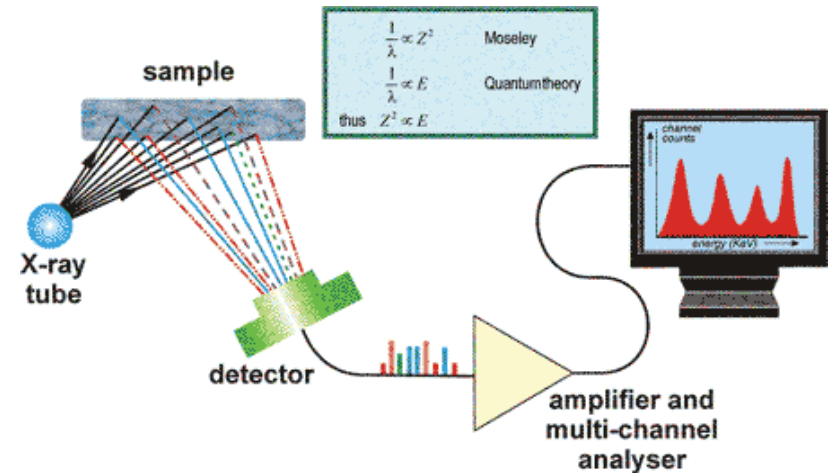 sample
1/λ ∝ Z² Moseley
1/λ ∝ E Quantumtheory
thus Z² ∝ E
channel
counts
energy (KeV)
X-ray
tube
detector
amplifier and
multi-channel
analyser